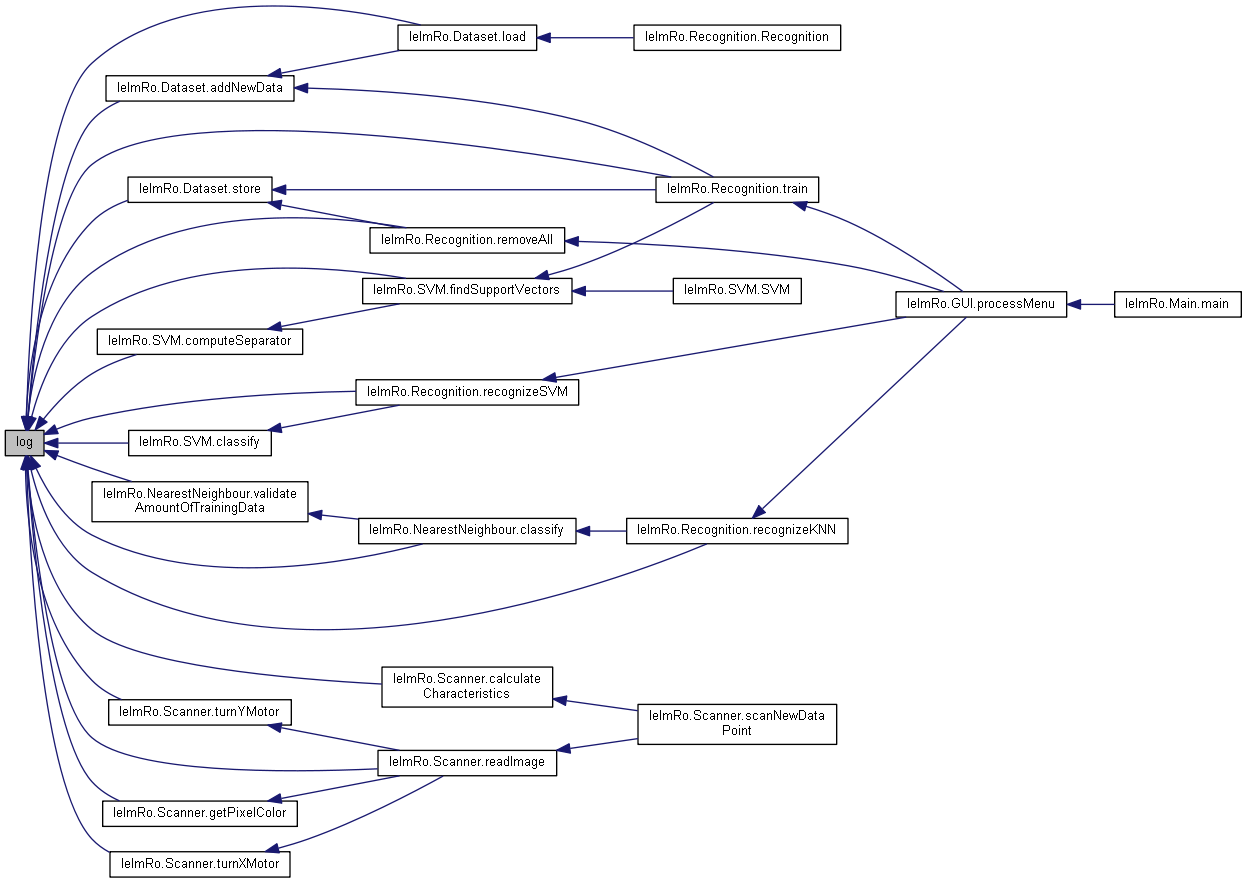 leImRo.Dataset.load
leImRo.Recognition.Recognition
leImRo.Dataset.addNewData
leImRo.Dataset.store
leImRo.Recognition.train
leImRo.Recognition.removeAll
leImRo.SVM.findSupportVectors
leImRo.SVM.SVM
leImRo.GUI.processMenu
leImRo.Main.main
leImRo.SVM.computeSeparator
leImRo.Recognition.recognizeSVM
log
leImRo.SVM.classify
leImRo.NearestNeighbour.validate
AmountOfTrainingData
leImRo.NearestNeighbour.classify
leImRo.Recognition.recognizeKNN
leImRo.Scanner.calculate
Characteristics
leImRo.Scanner.turnYMotor
leImRo.Scanner.scanNewData
Point
leImRo.Scanner.readImage
leImRo.Scanner.getPixelColor
leImRo.Scanner.turnXMotor